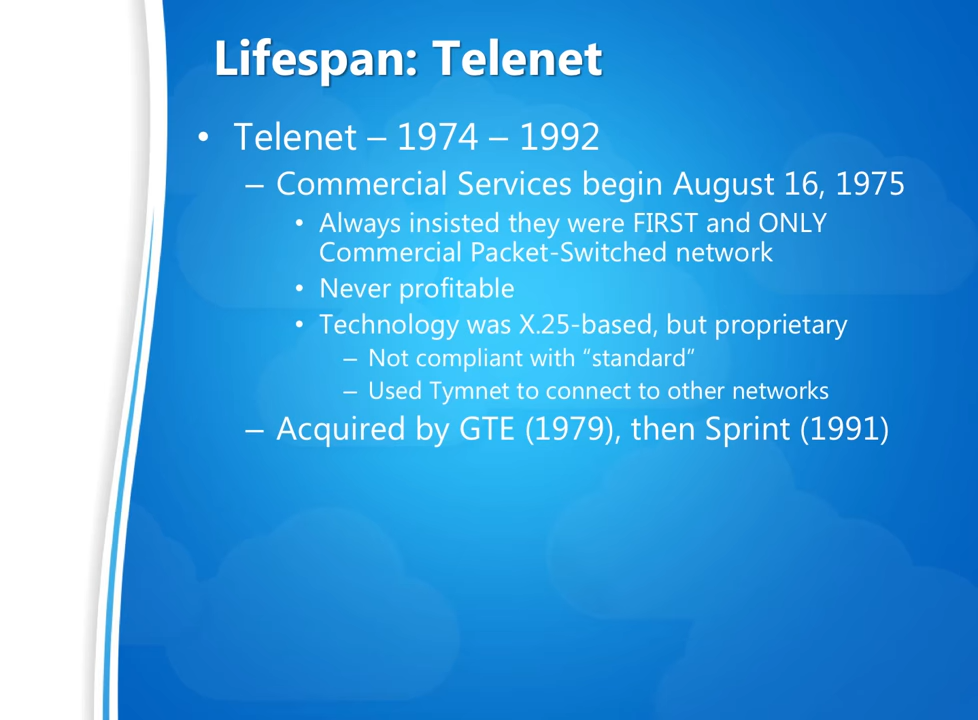 Lifespan: Telenet
• Telenet – 1974 – 1992
– Commercial Services begin August 16, 1975
• Always insisted they were FIRST and ONLY
Commercial Packet-Switched network
• Never profitable
• Technology was X.25-based, but proprietary
– Not compliant with “standard”
– Used Tymnet to connect to other networks
– Acquired by GTE (1979), then Sprint (1991)